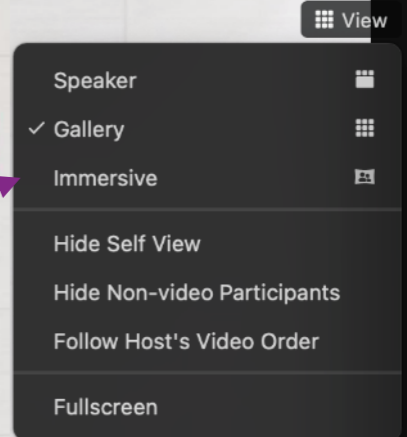 View
Speaker
Gallery
Immersive
Hide Self View
Hide Non-video Participants
Follow Host's Video Order
Fullscreen